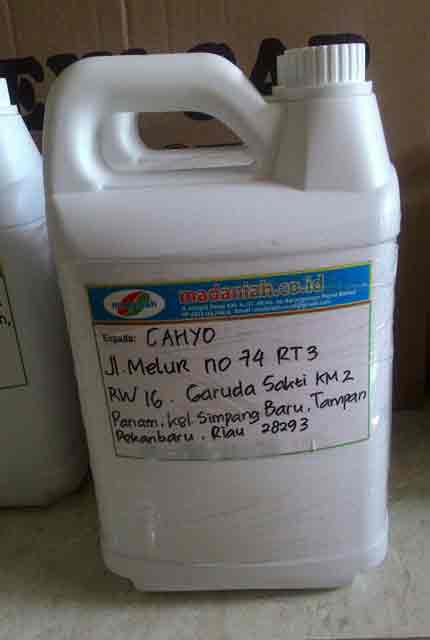 madaniah.co.id
madaniah
Kepada: CAHYO
Jl. Melur no 74 RT3
RW 16. Garuda Sakti KM 2
Panam, kel. Simpang Baru, Tampan
Pekanbaru, Riau 28293